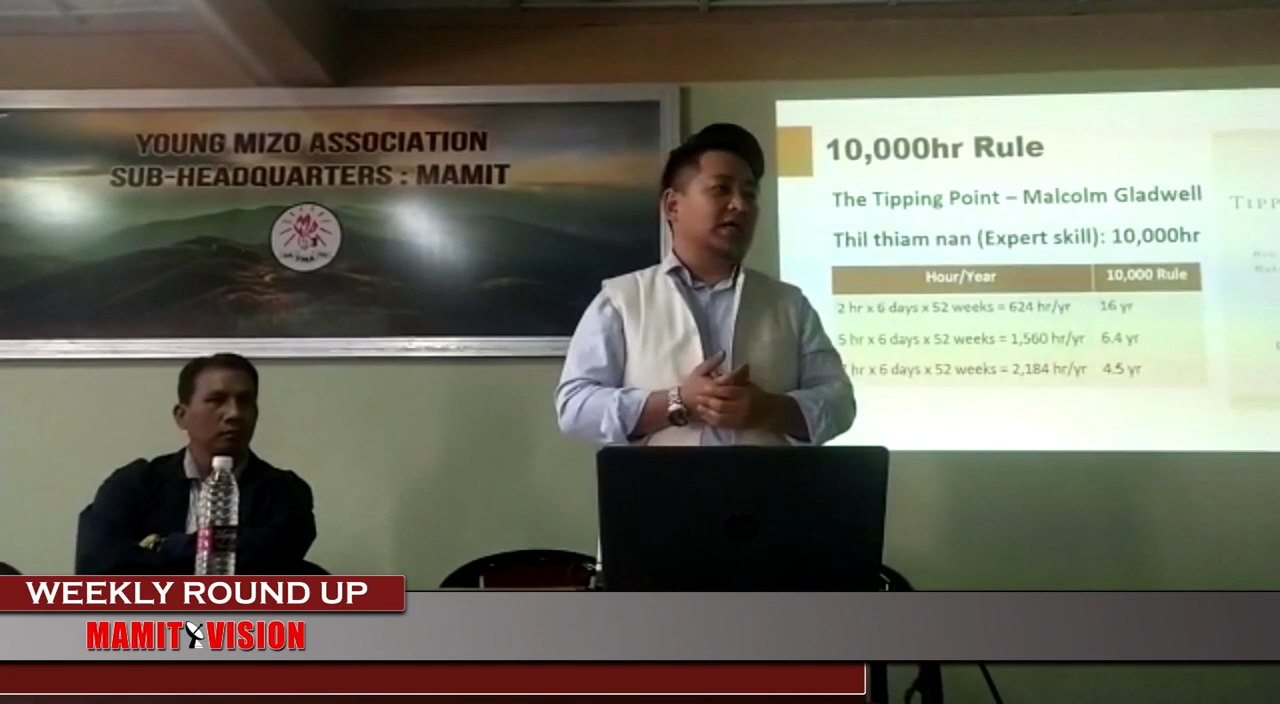 YOUNG MIZO ASSOCIATION
SUB-HEADQUARTERS : MAMIT
10,000hr Rule
The Tipping Point – Malcolm Gladwell
Thil thiam nan (Expert skill): 10,000hr
Hour/Year 10,000 Rule
2 hr x 6 days x 52 weeks = 624 hr/yr 16 yr
5 hr x 6 days x 52 weeks = 1,560 hr/yr 6.4 yr
hr x 6 days x 52 weeks = 2,184 hr/yr 4.5 yr
TIPP
WEEKLY ROUND UP
MAMIT VISION